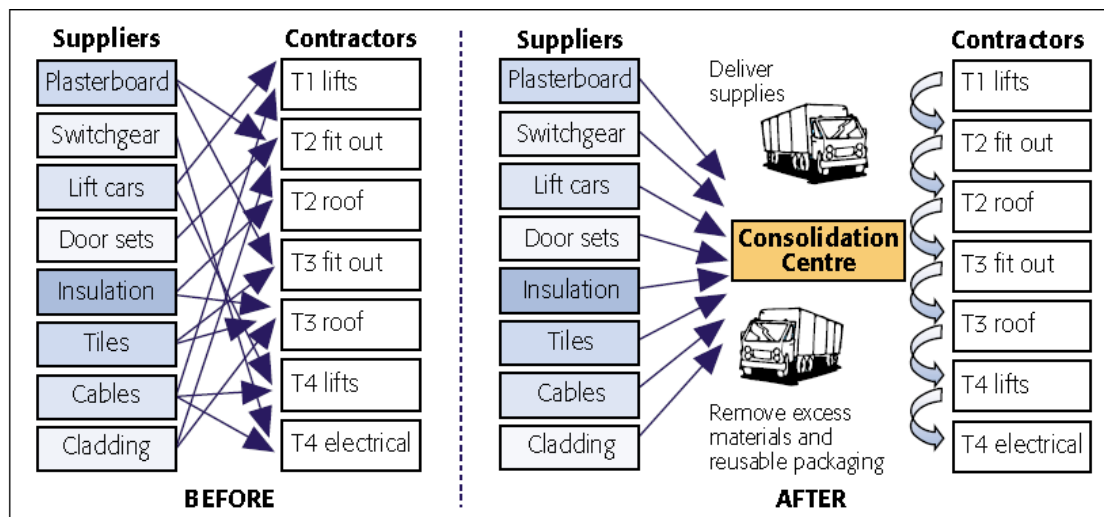 Suppliers
Contractors
Plasterboard
Switchgear
Lift cars
Door sets
Insulation
Tiles
Cables
Cladding
T1 lifts
T2 fit out
T2 roof
T3 fit out
T3 roof
T4 lifts
T4 electrical
BEFORE
Suppliers
Contractors
Plasterboard
Switchgear
Lift cars
Door sets
Insulation
Tiles
Cables
Cladding
Deliver
supplies
Consolidation
Centre
Remove excess
materials and
reusable packaging
T1 lifts
T2 fit out
T2 roof
T3 fit out
T3 roof
T4 lifts
T4 electrical
AFTER